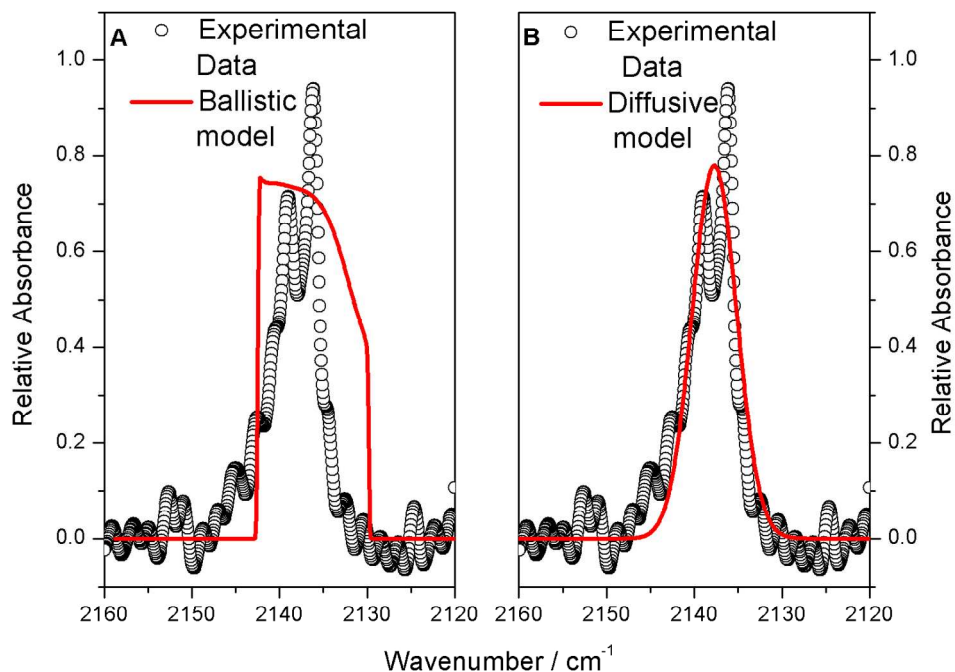 A
Experimental
Data
Ballistic
model
B
Experimental
Data
Diffusive
model
1.0
0.8
0.6
0.4
0.2
0.0
Relative Absorbance
1.0
0.8
0.6
0.4
0.2
0.0
Relative Absorbance
2160 2150 2140 2130 2120
2160 2150 2140 2130 2120
Wavenumber / cm⁻¹